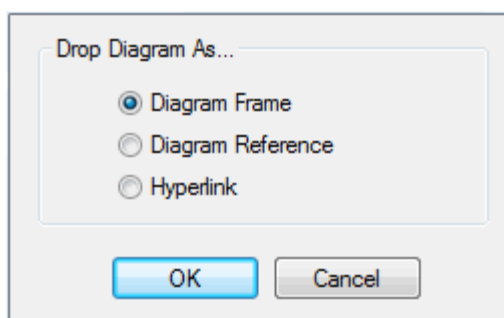 Drop Diagram As...
Diagram Frame
Diagram Reference
Hyperlink
OK
Cancel